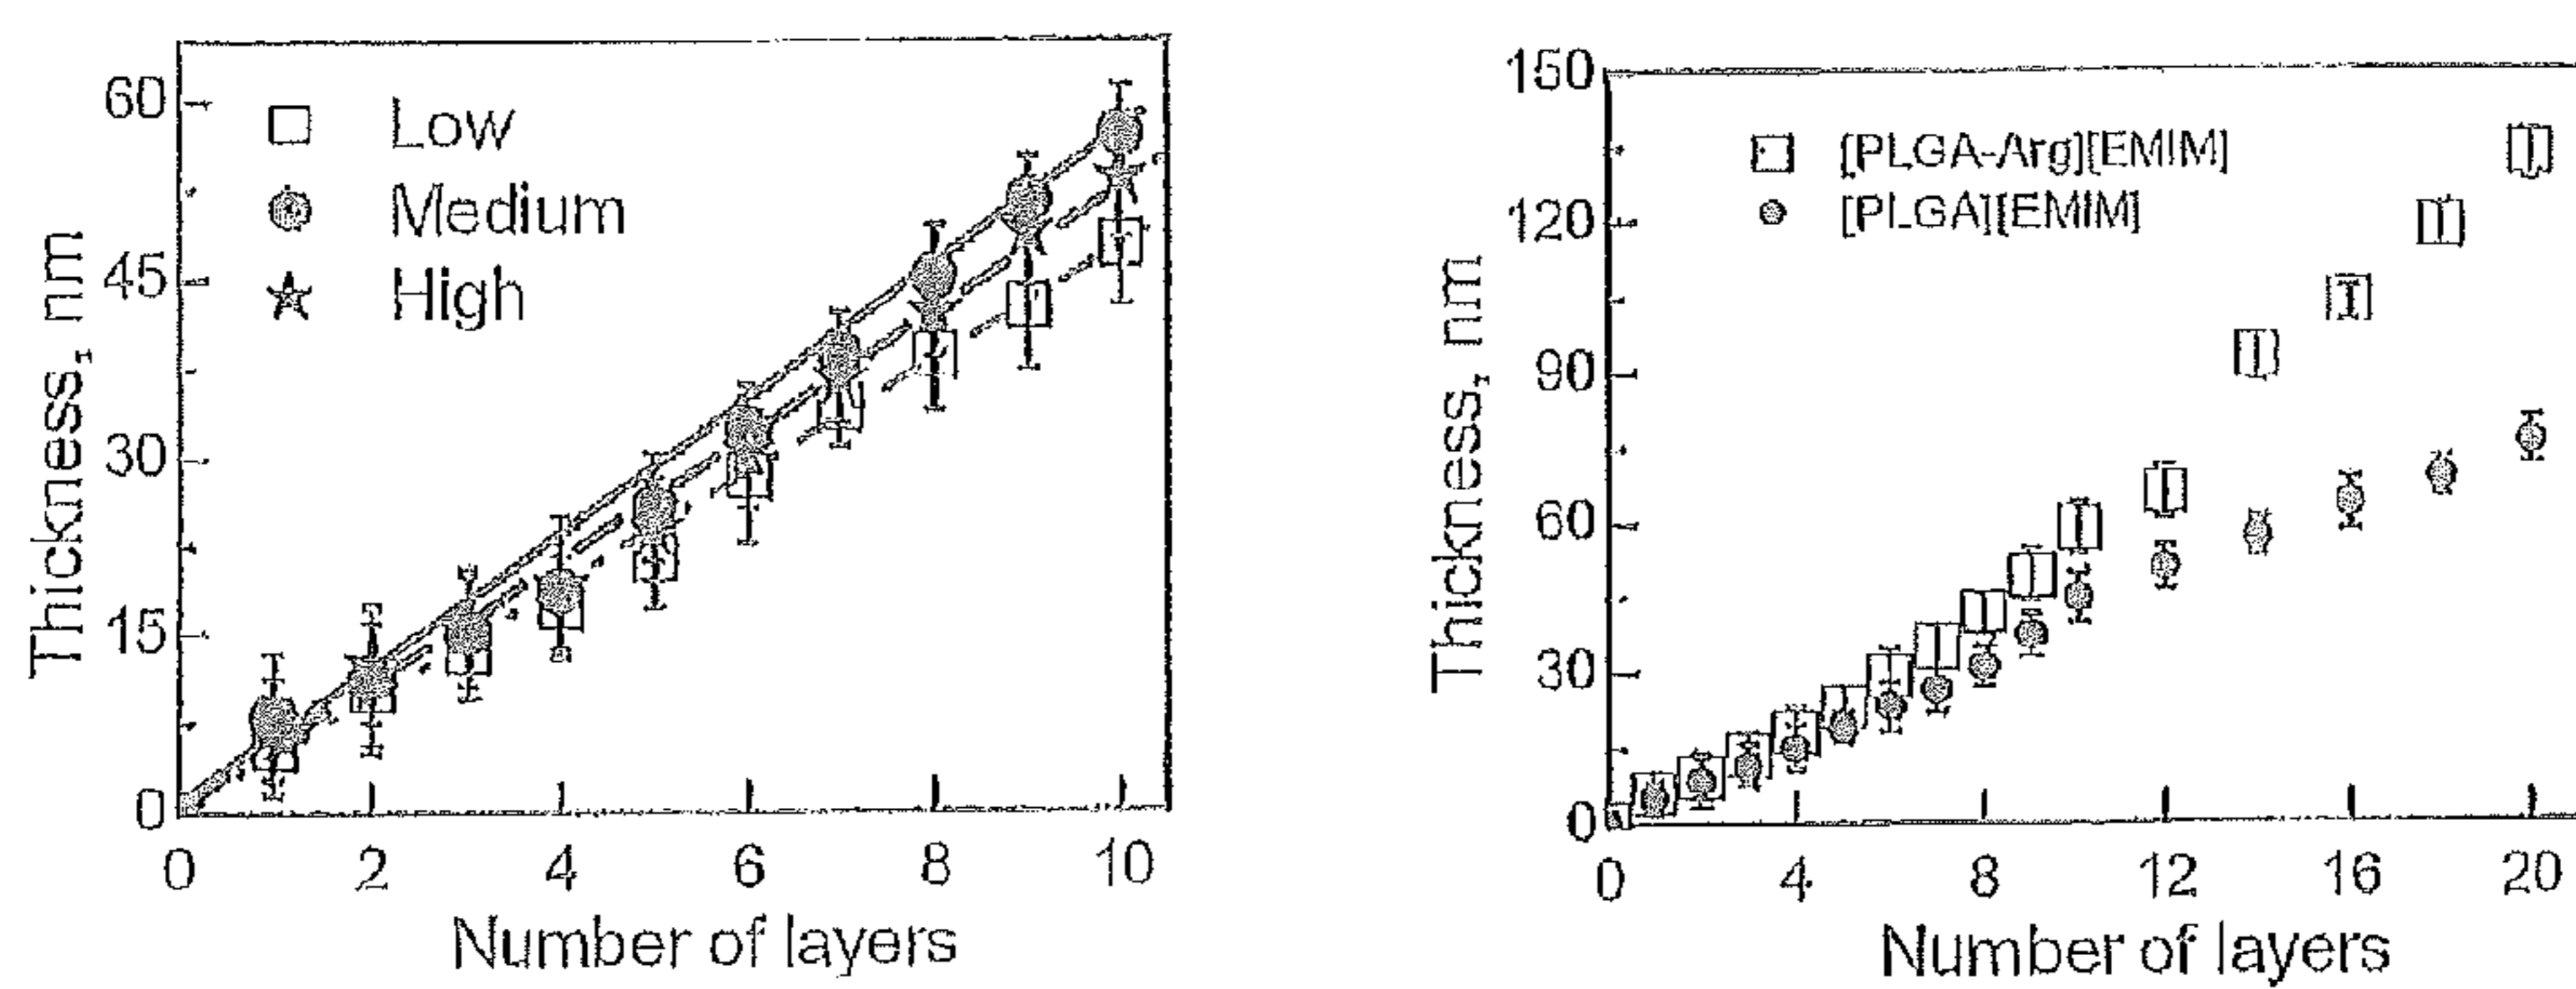 60
45
30
15
0
Thickness, nm
Low
Medium
High
0 2 4 6 8 10
Number of layers
150
120
90
60
30
0
Thickness, nm
[PLGA-Arg][EMIM]
[PLGA][EMIM]
0 4 8 12 16 20
Number of layers